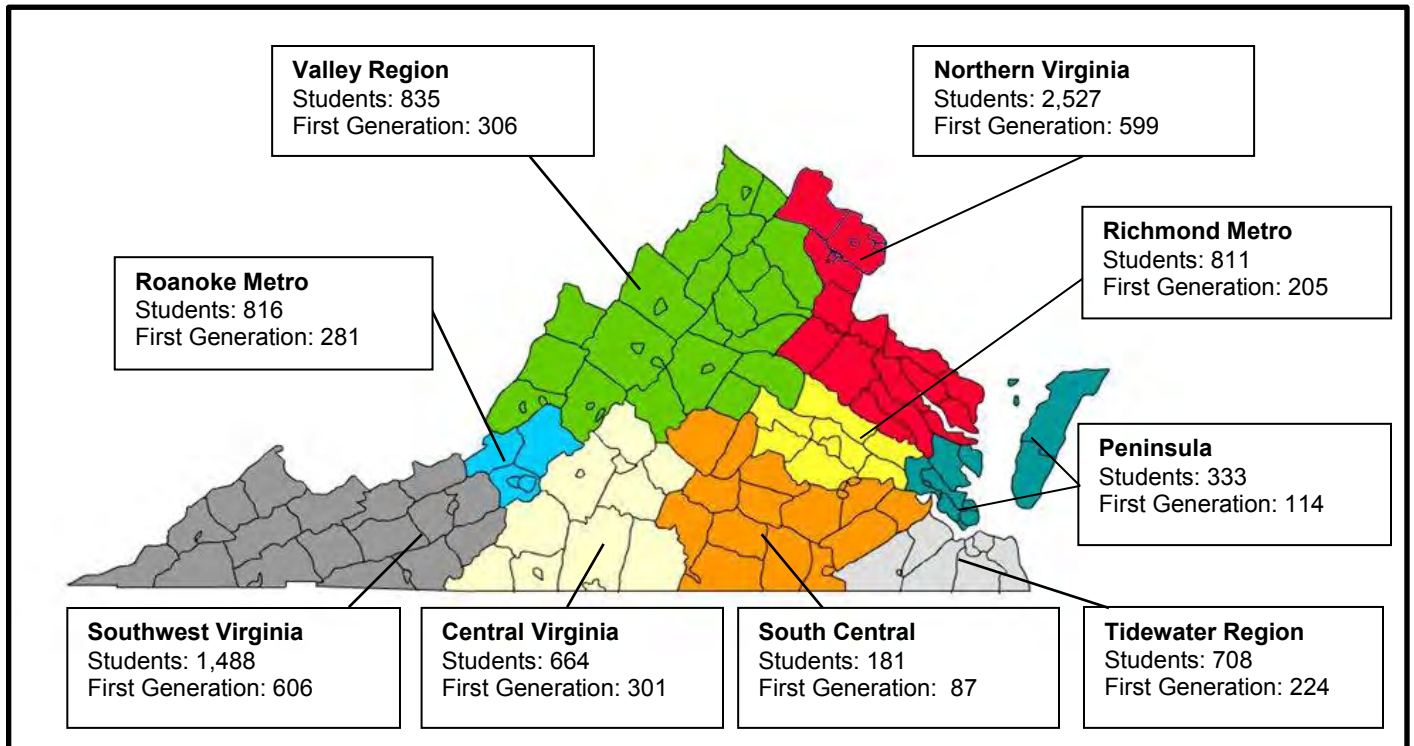 Valley Region
Students: 835
First Generation: 306
Northern Virginia
Students: 2,527
First Generation: 599
Richmond Metro
Students: 811
First Generation: 205
Roanoke Metro
Students: 816
First Generation: 281
Peninsula
Students: 333
First Generation: 114
Southwest Virginia
Students: 1,488
First Generation: 606
Central Virginia
Students: 664
First Generation: 301
South Central
Students: 181
First Generation:  87
Tidewater Region
Students: 708
First Generation: 224